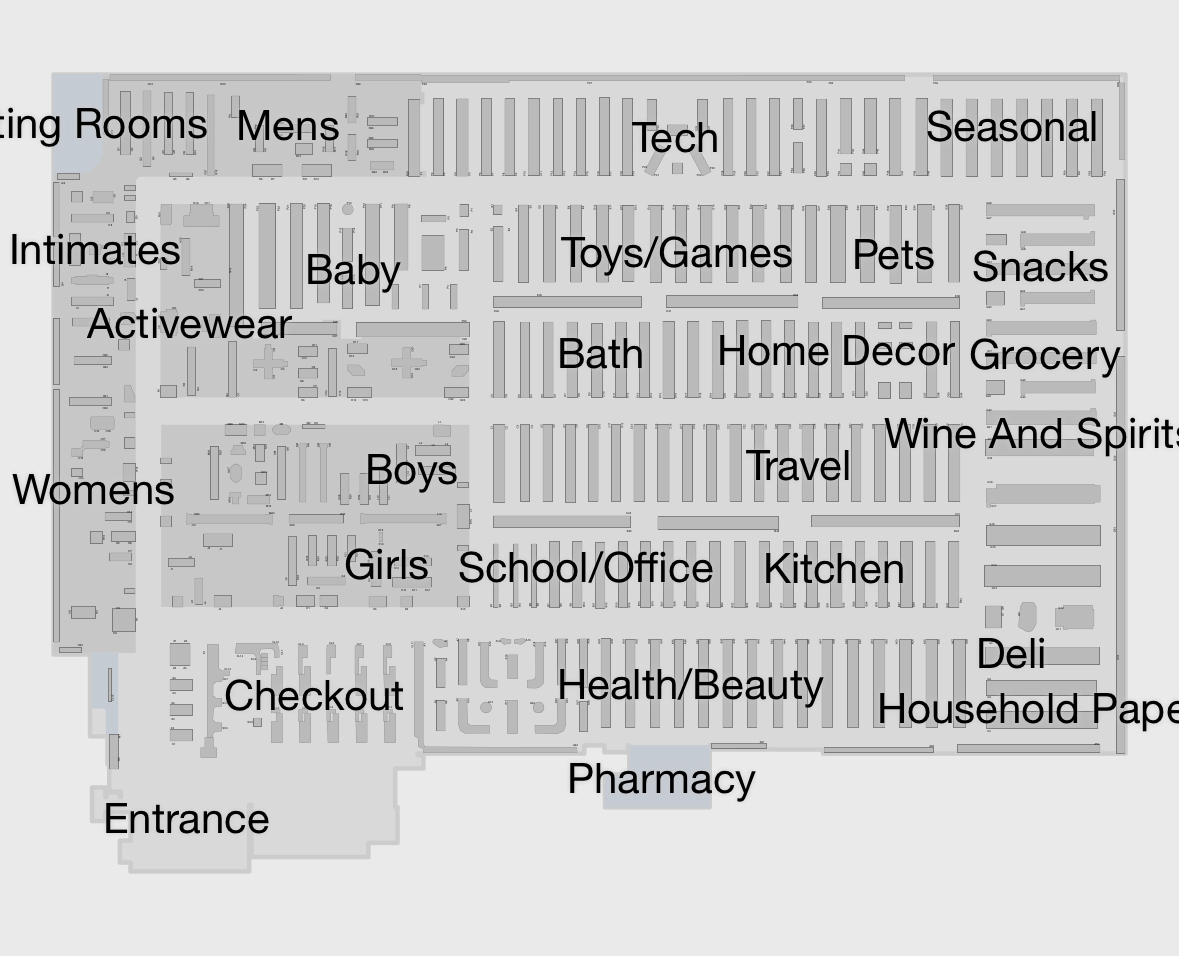 ting Rooms
Mens
Tech
Seasonal
Intimates
Baby
Toys/Games
Pets
Snacks
Activewear
Bath
Home Decor
Grocery
Wine And Spirits
Womens
Boys
Travel
Girls
School/Office
Kitchen
Deli
Checkout
Health/Beauty
Household Pape
Pharmacy
Entrance